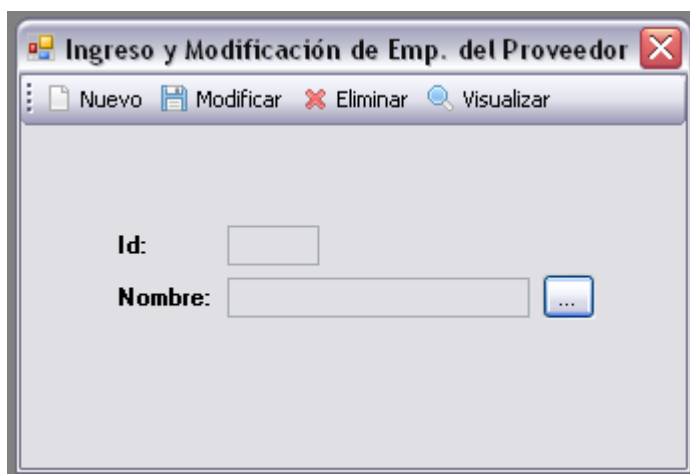 Ingreso y Modificación de Emp. del Proveedor
Nuevo Modificar Eliminar Visualizar
Id:
Nombre: ...